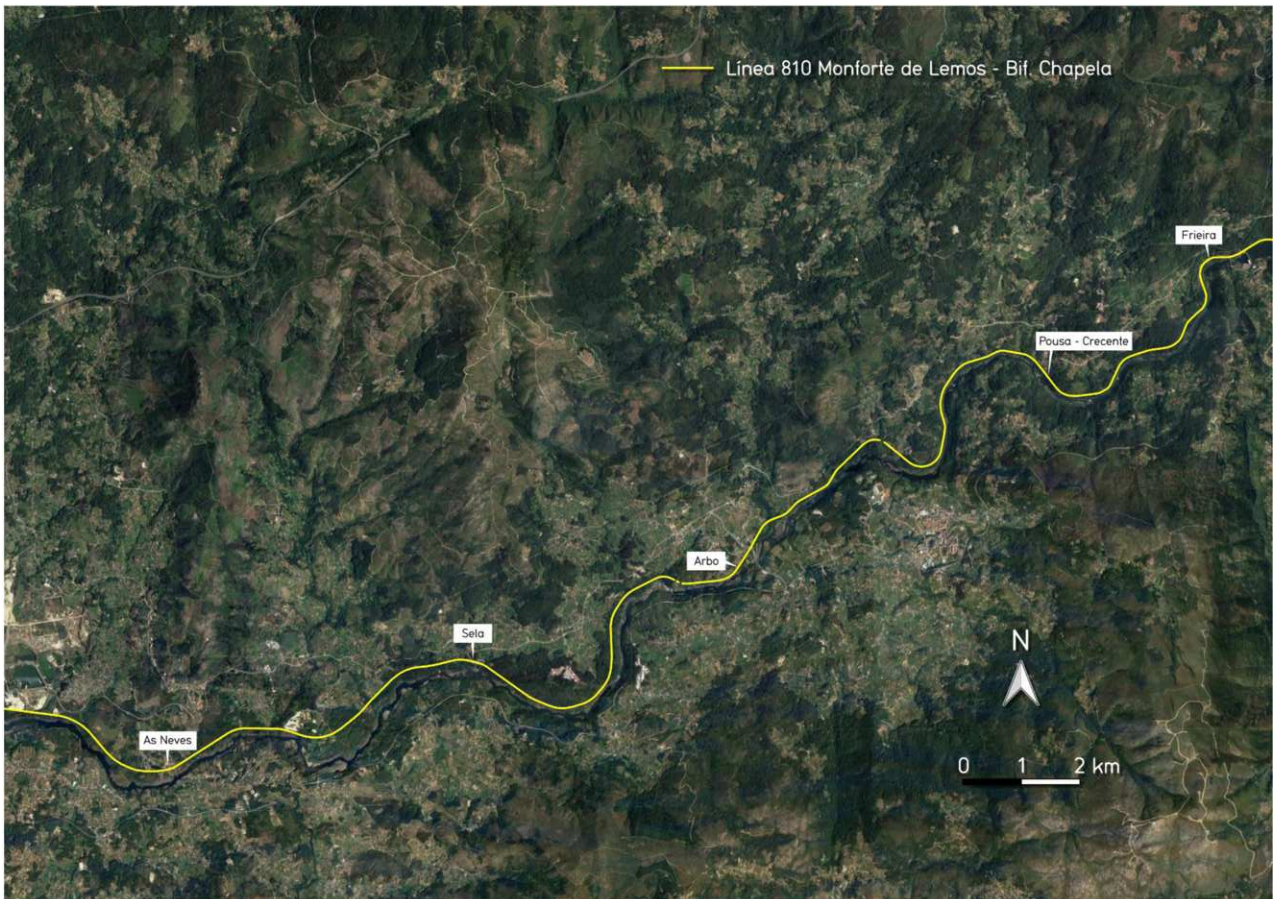 Línea 810 Monforte de Lemos - Bif. Chapela
Frieira
Pousa - Crecente
Arbo
Sela
N
As Neves
0 1 2 km